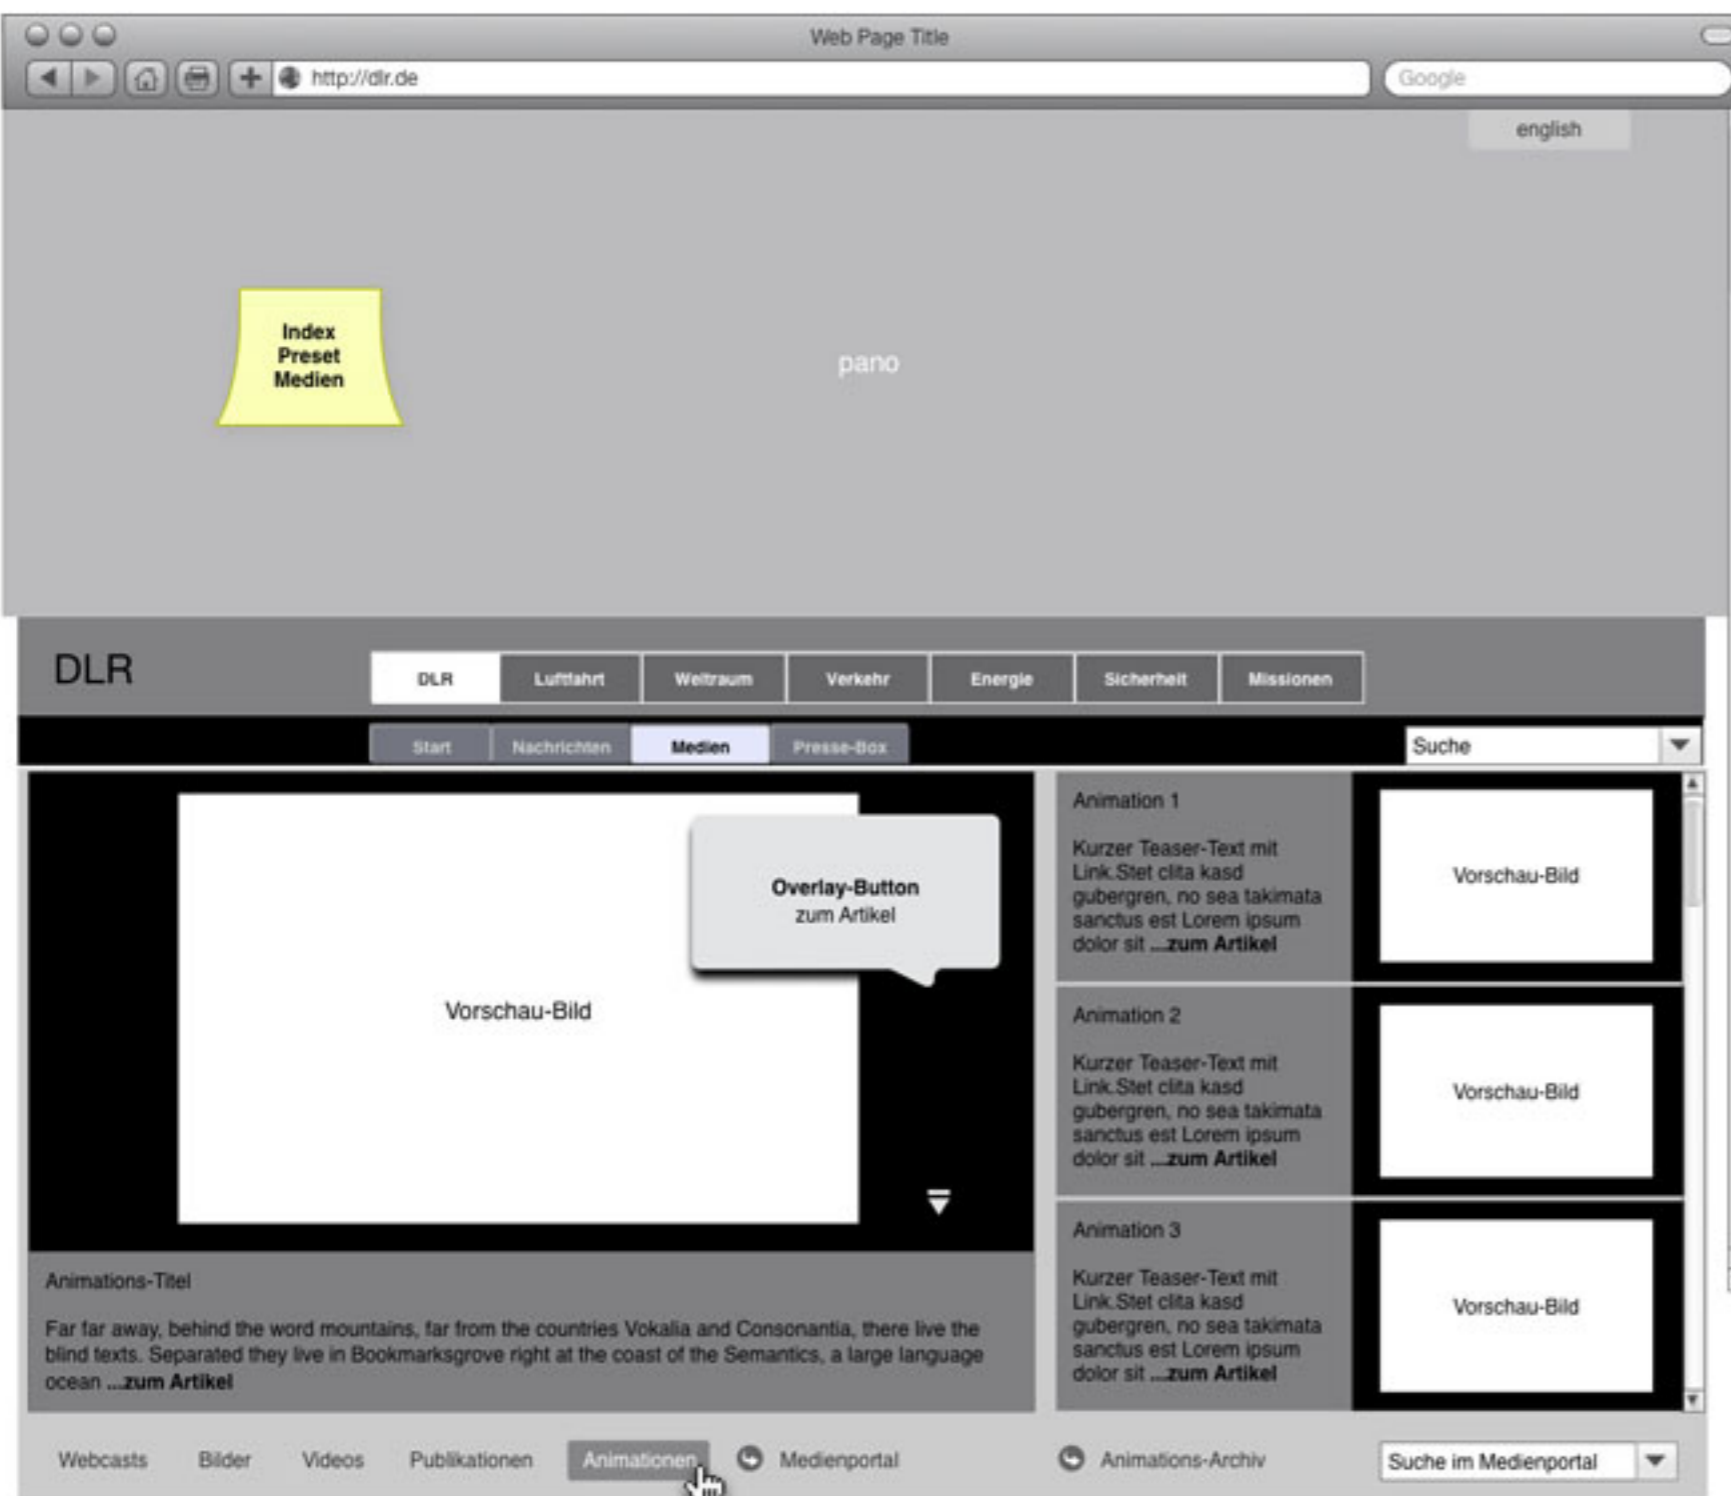 Web Page Title
http://dlr.de
Google
english
Index
Preset
Medien
pano
DLR
DLR
Luftfahrt
Weltraum
Verkehr
Energie
Sicherheit
Missionen
Start
Nachrichten
Medien
Presse-Box
Suche
Overlay-Button
zum Artikel
Vorschau-Bild
Animations-Titel
Far far away, behind the word mountains, far from the countries Vokalia and Consonantia, there live the
blind texts. Separated they live in Bookmarksgrove right at the coast of the Semantics, a large language
ocean ...zum Artikel
Animation 1
Kurzer Teaser-Text mit
Link.Stet clita kasd
gubergren, no sea takimata
sanctus est Lorem ipsum
dolor sit ...zum Artikel
Vorschau-Bild
Animation 2
Kurzer Teaser-Text mit
Link.Stet clita kasd
gubergren, no sea takimata
sanctus est Lorem ipsum
dolor sit ...zum Artikel
Vorschau-Bild
Animation 3
Kurzer Teaser-Text mit
Link.Stet clita kasd
gubergren, no sea takimata
sanctus est Lorem ipsum
dolor sit ...zum Artikel
Vorschau-Bild
Webcasts
Bilder
Videos
Publikationen
Animationen
Medienportal
Animations-Archiv
Suche im Medienportal